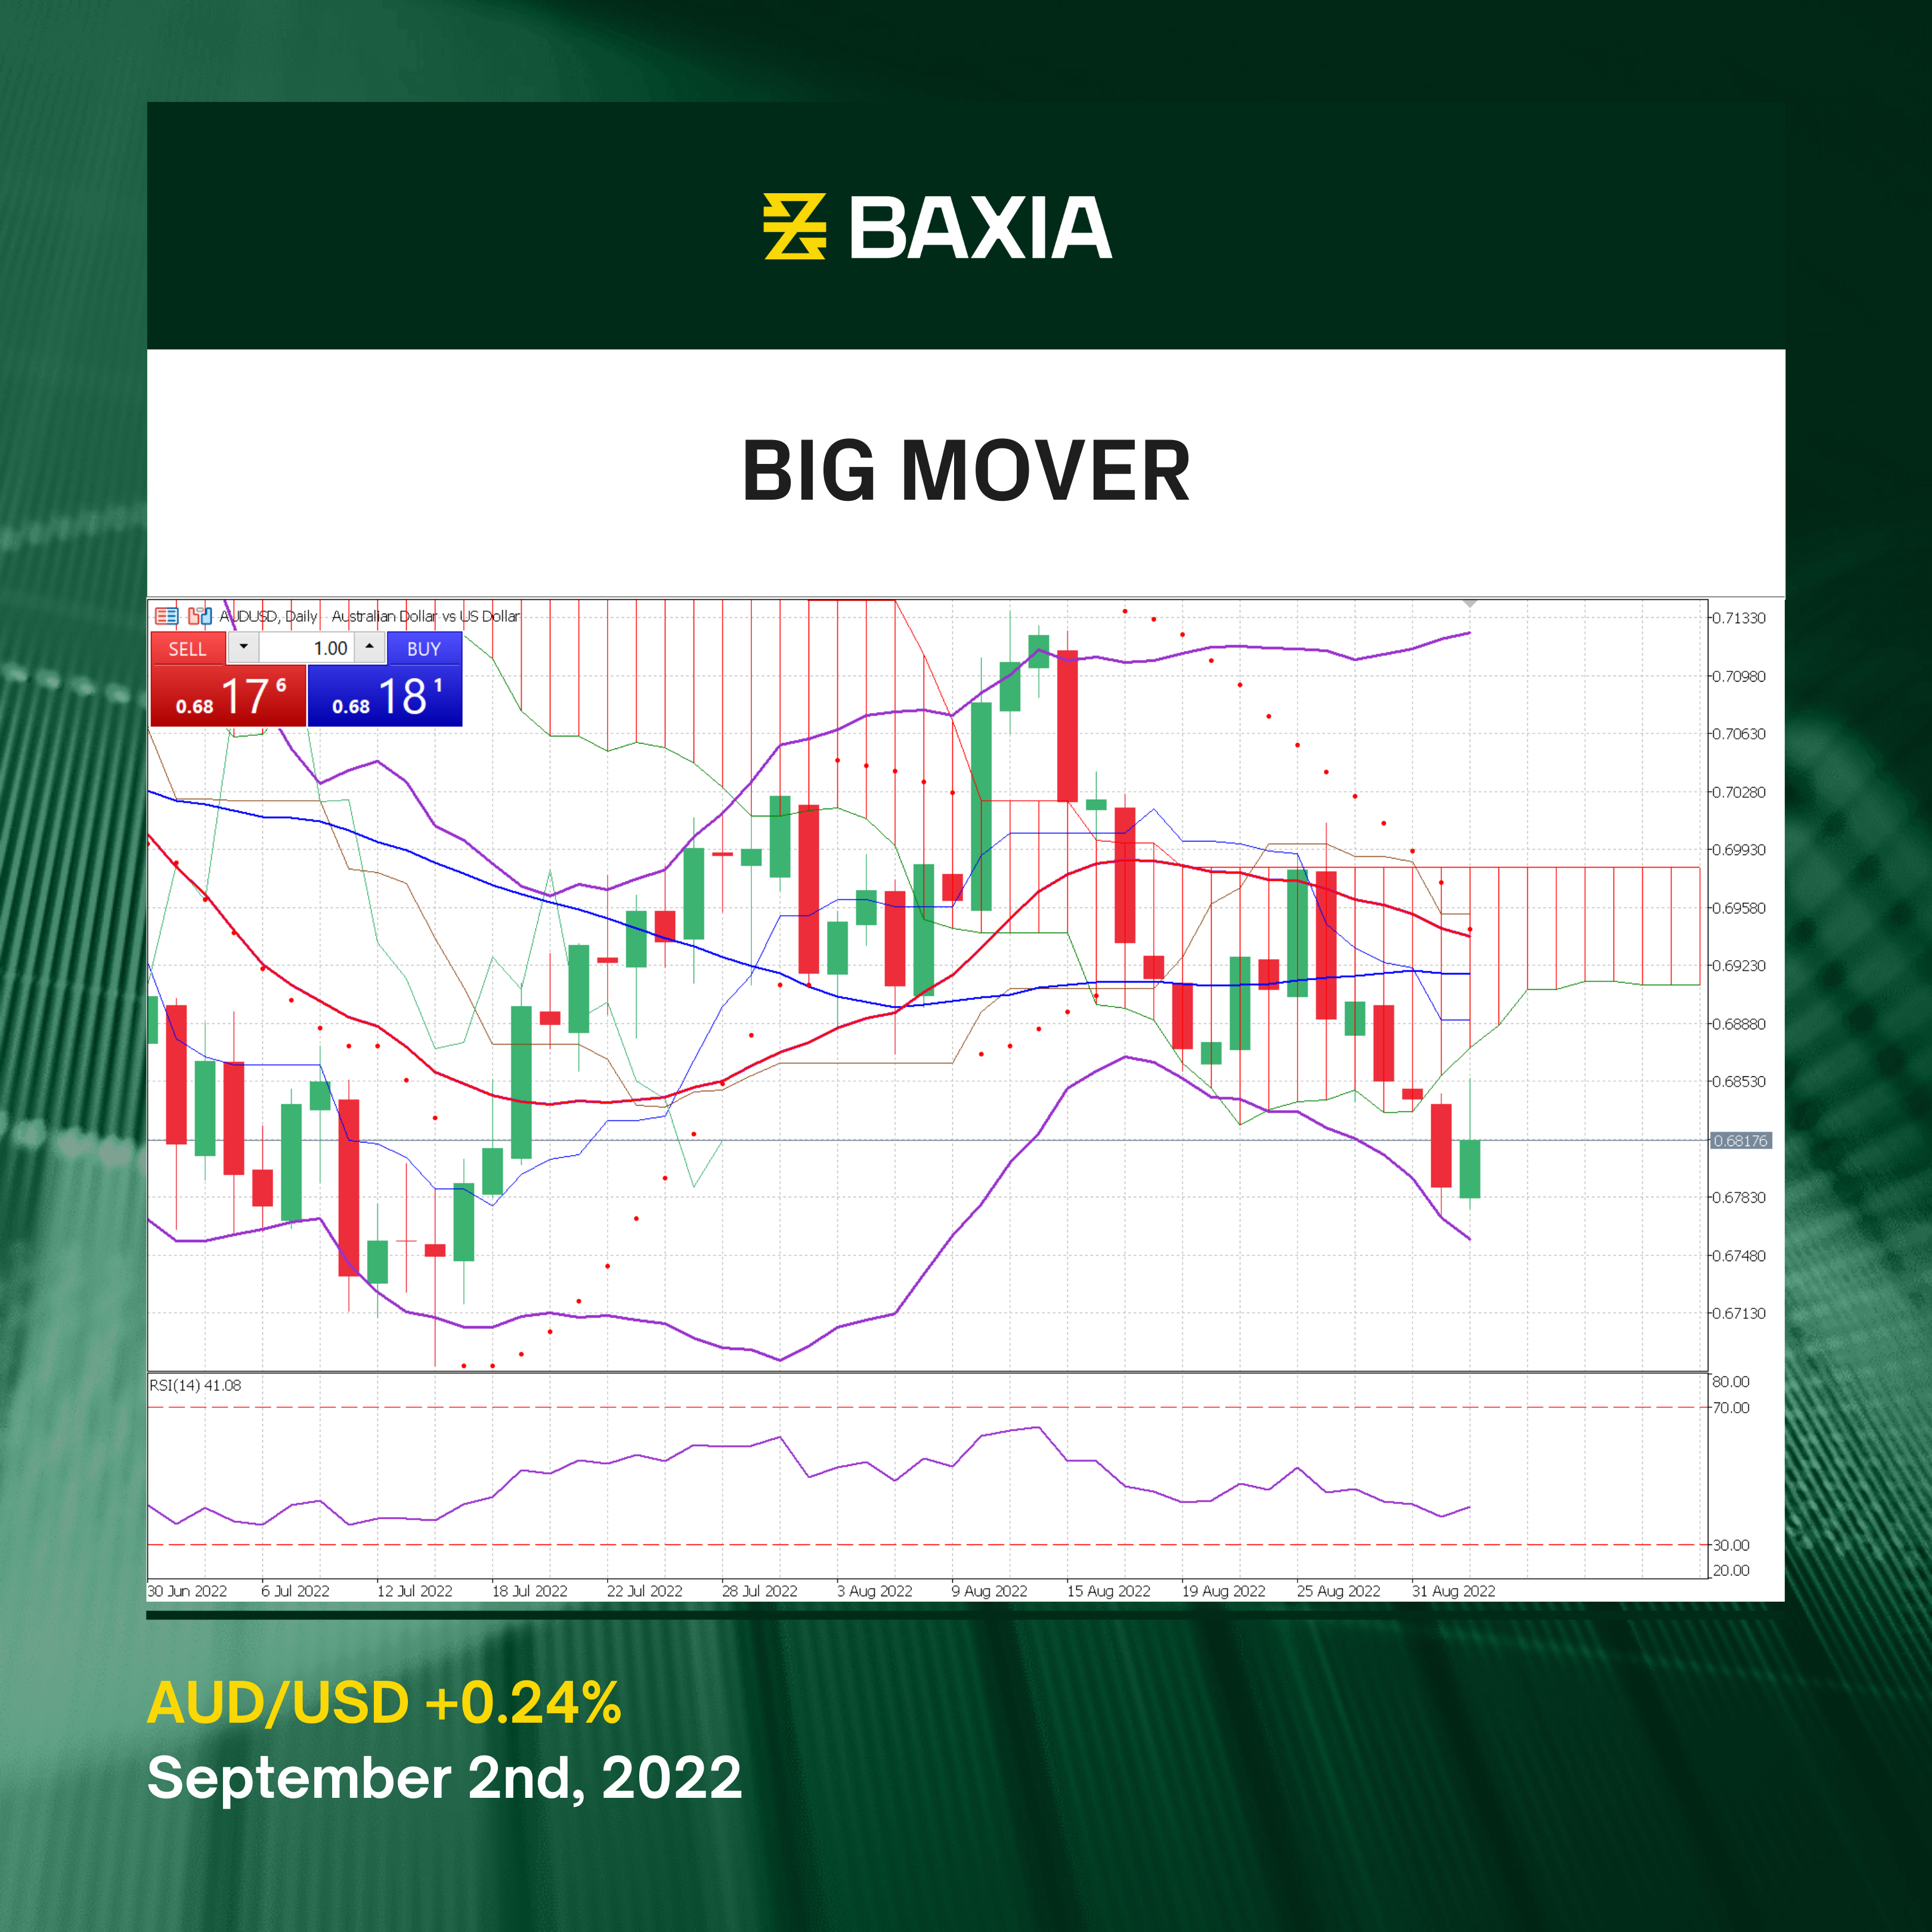 BAXIA
BIG MOVER
AUDUSD, Daily Australian Dollar vs US Dollar
SELL 1.00 BUY
0.68 17 6 0.68 18 1
0.71330
0.70980
0.70630
0.70280
0.69930
0.69580
0.69230
0.68880
0.68530
0.68176
0.67830
0.67480
0.67130
RSI(14) 41.08
80.00
70.00
30.00
20.00
30 Jun 2022 6 Jul 2022 12 Jul 2022 18 Jul 2022 22 Jul 2022 28 Jul 2022 3 Aug 2022 9 Aug 2022 15 Aug 2022 19 Aug 2022 25 Aug 2022 31 Aug 2022
AUD/USD +0.24%
September 2nd, 2022